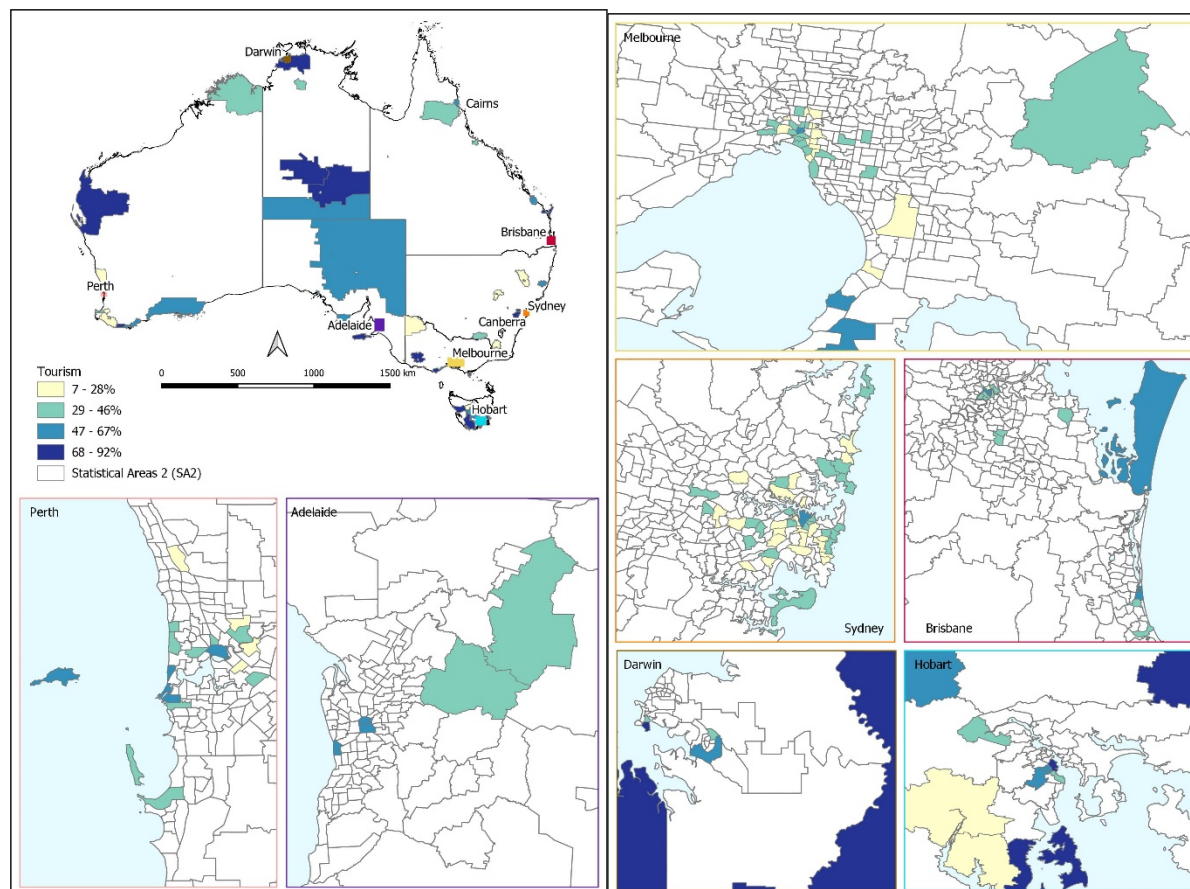 Darwin
Cairns
Brisbane
Perth
Sydney
Adelaide
Canberra
Melbourne
Hobart
0 500 1000 1500 km
Tourism
7 - 28%
29 - 46%
47 - 67%
68 - 92%
Statistical Areas 2 (SA2)
Melbourne
Perth
Adelaide
Sydney
Brisbane
Darwin
Hobart